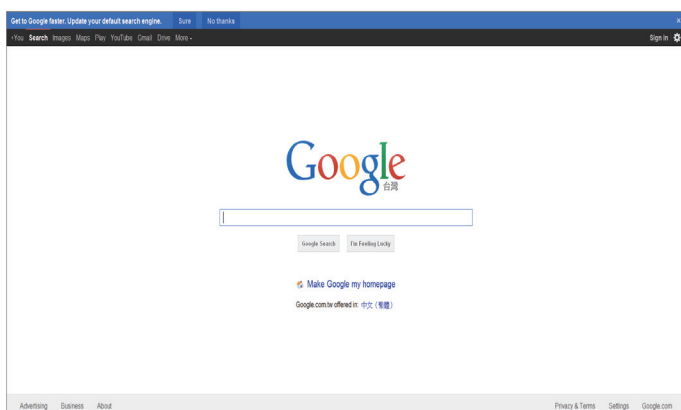 Get to Google faster. Update your default search engine. Sure No thanks ×
+You Search Images Maps Play YouTube Gmail Drive More Sign in
Google
台灣
Google Search I'm Feeling Lucky
Make Google my homepage
Google.com.tw offered in: 中文（繁體）
Advertising Business About Privacy & Terms Settings Google.com